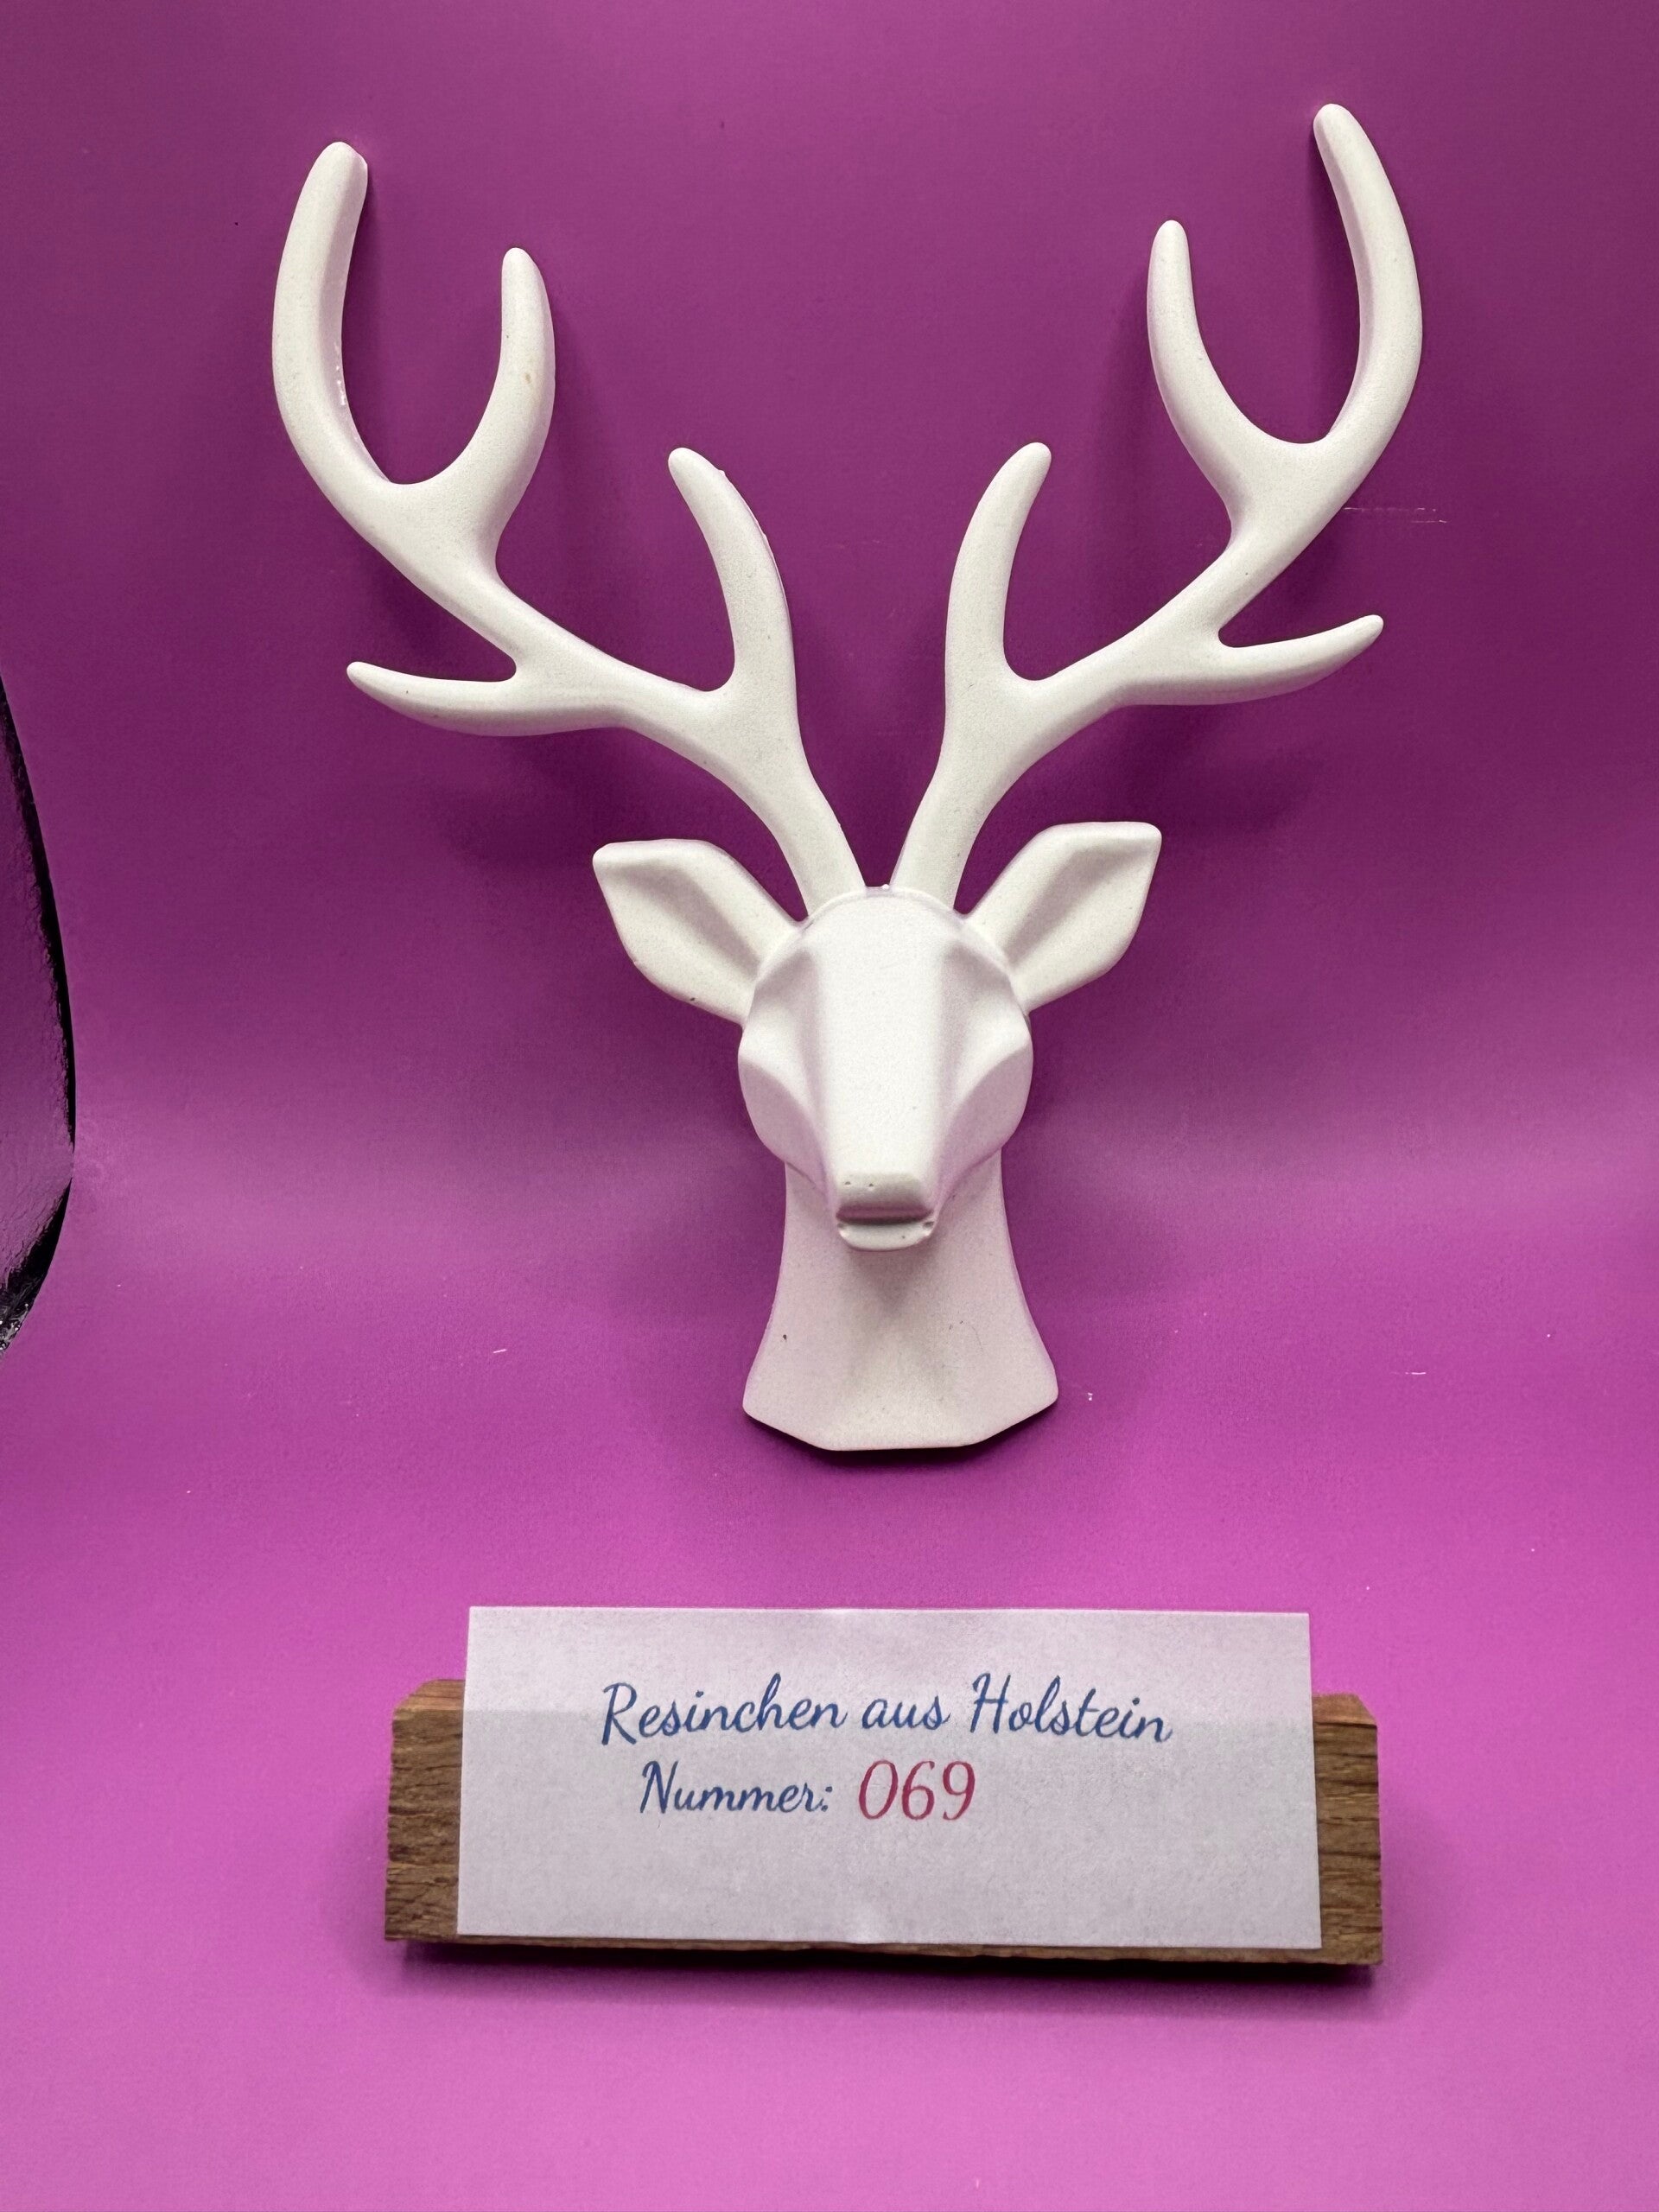 Resinchen aus Holstein
Nummer: 069